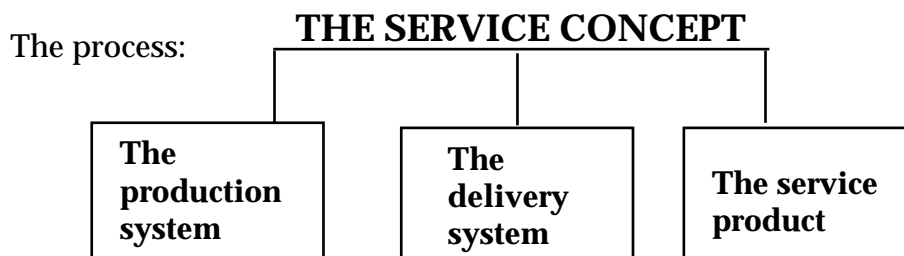 THE SERVICE CONCEPT
The process:
The
production
system
The
delivery
system
The service
product